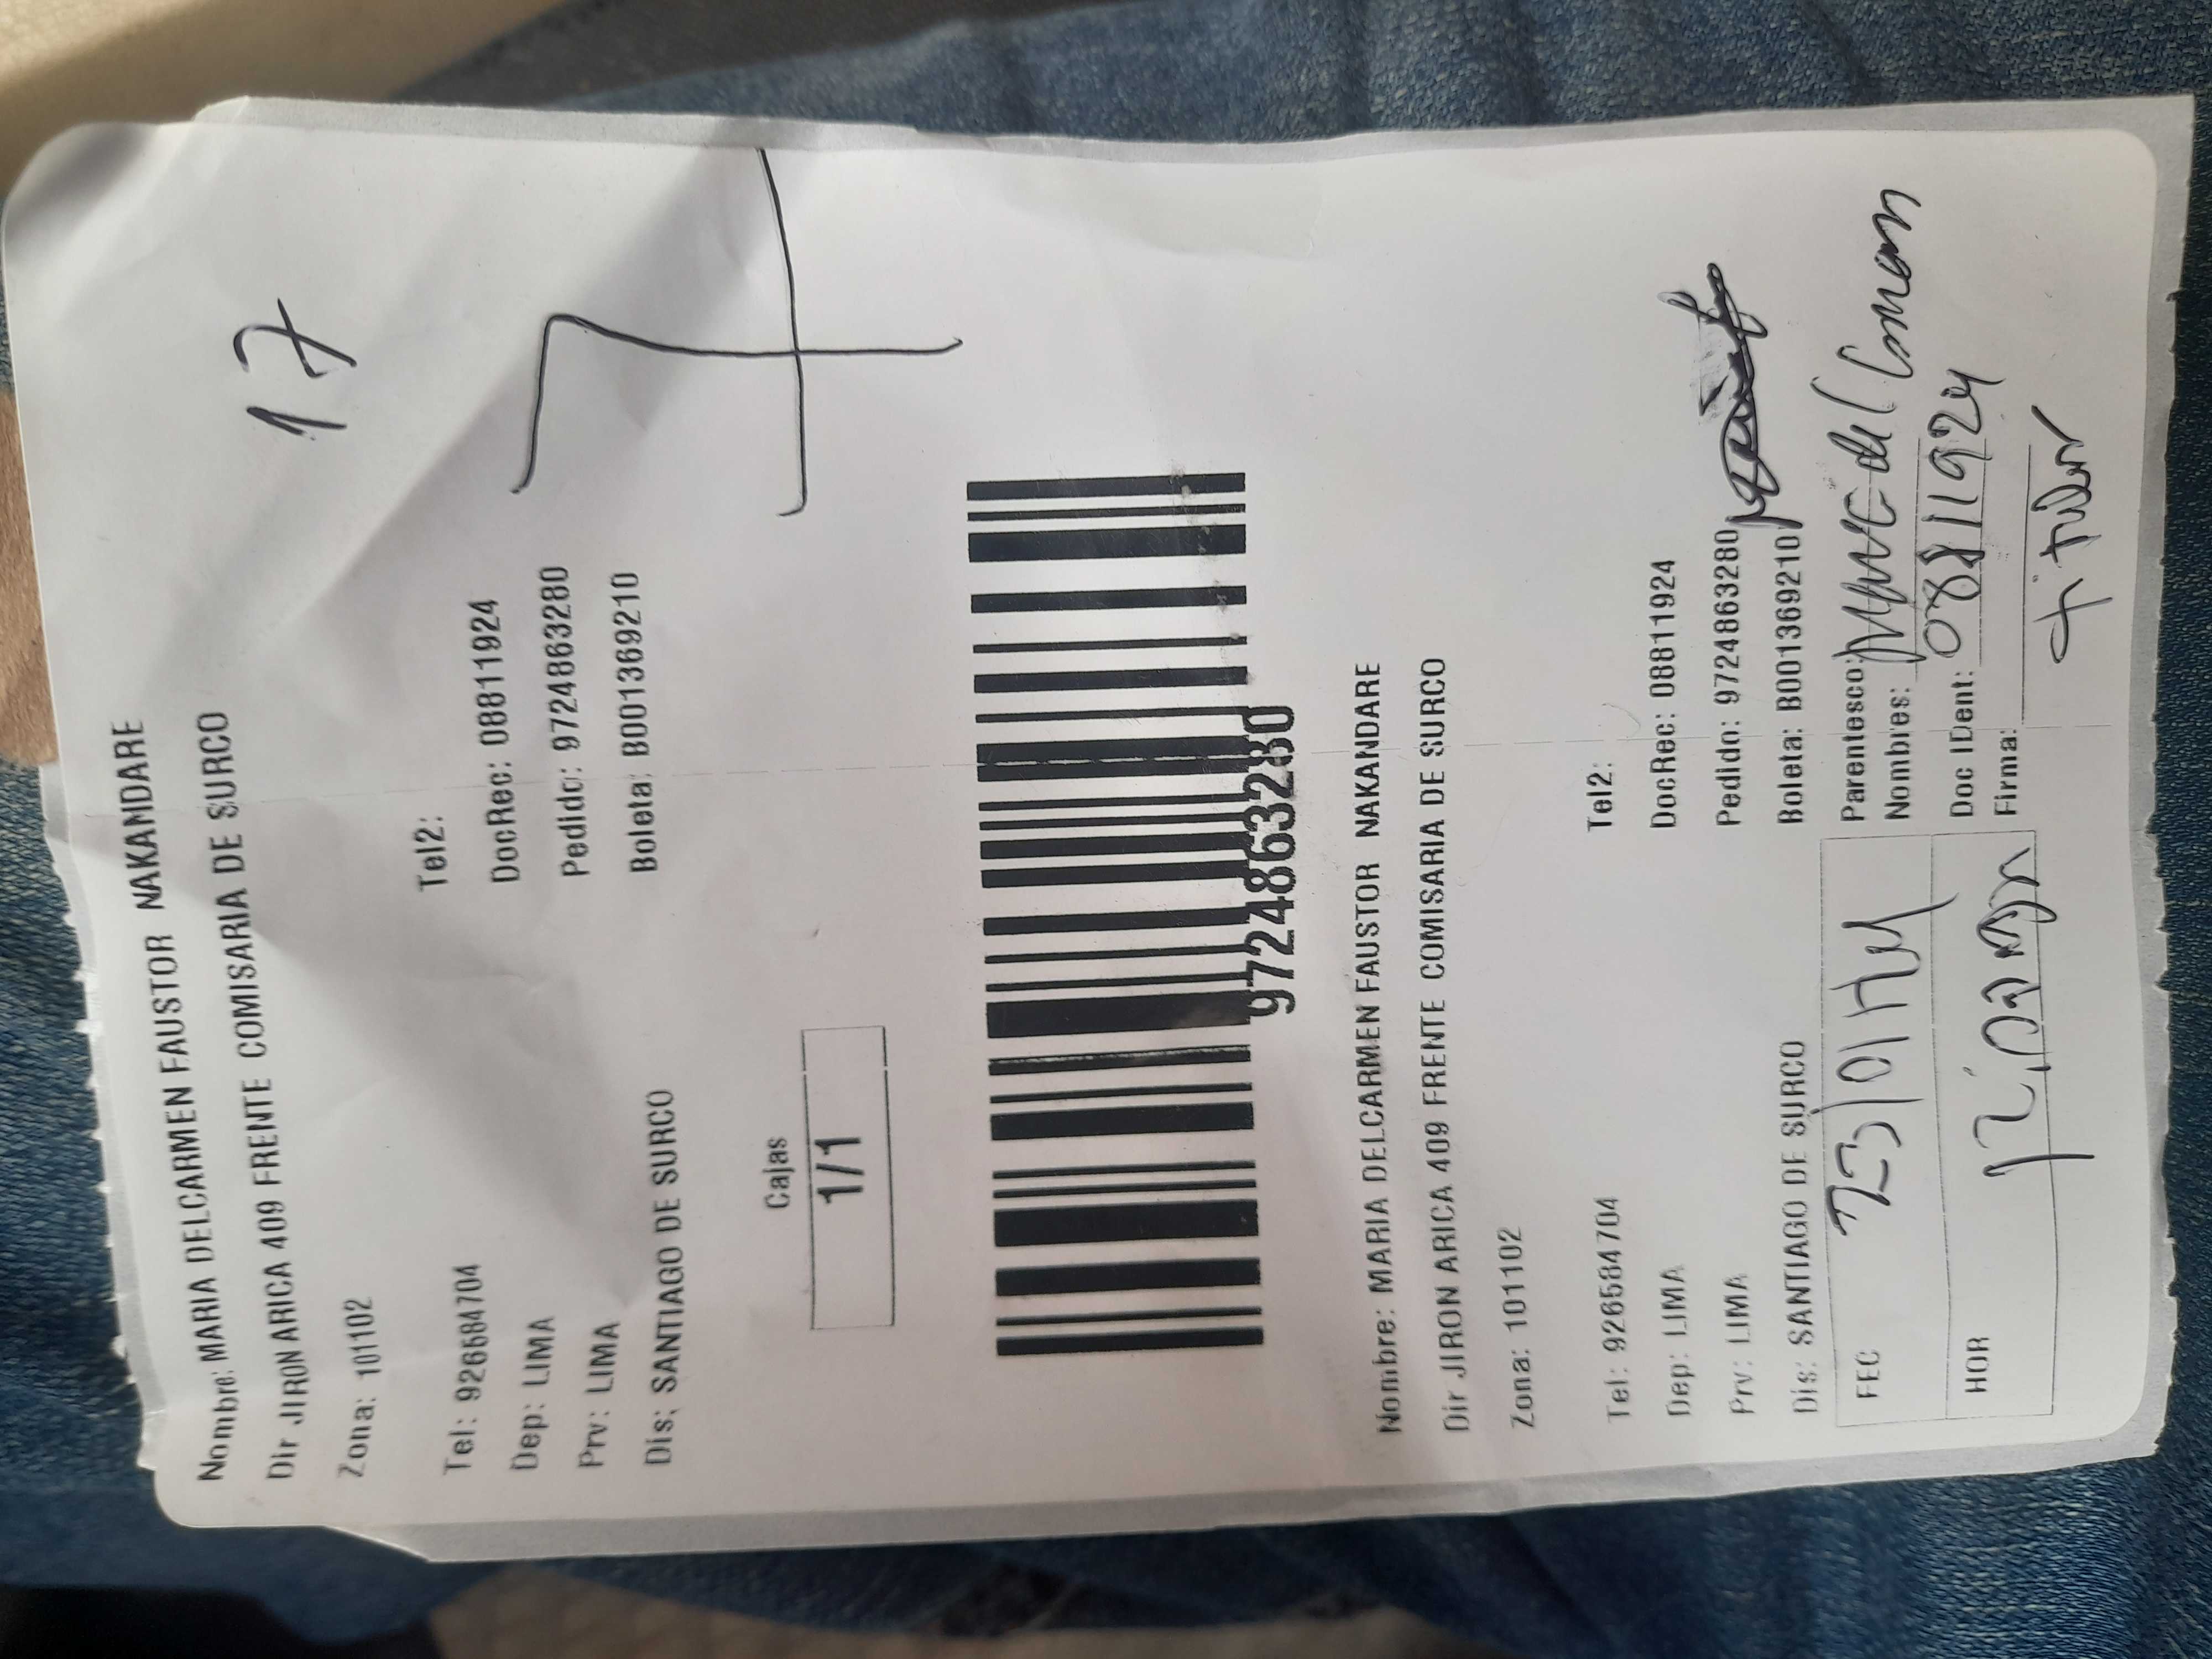 17
Nombre: MARIA DELCARMEN FAUSTOR NAKANDARE
Dir JIRON ARICA 409 FRENTE COMISARIA DE SURCO
Zona: 101102
Tel: 926584704 Tel2:
Dep: LIMA DocRec: 08811924
Prv: LIMA Pedido: 9724863280
Dis: SANTIAGO DE SURCO Boleta: B001369210
7
Cajas
1/1
9724863280
Nombre: MARIA DELCARMEN FAUSTOR NAKANDARE
Dir JIRON ARICA 409 FRENTE COMISARIA DE SURCO
Zona: 101102
Tel: 926584704 Tel2:
Dep: LIMA DocRec: 08811924
Prv: LIMA Pedido: 9724863280
Dis: SANTIAGO DE SURCO Boleta: B001369210
FEC Parentesco:
Nombres: del Carmen
HOR Doc IDent: 08811924
Firma: titular